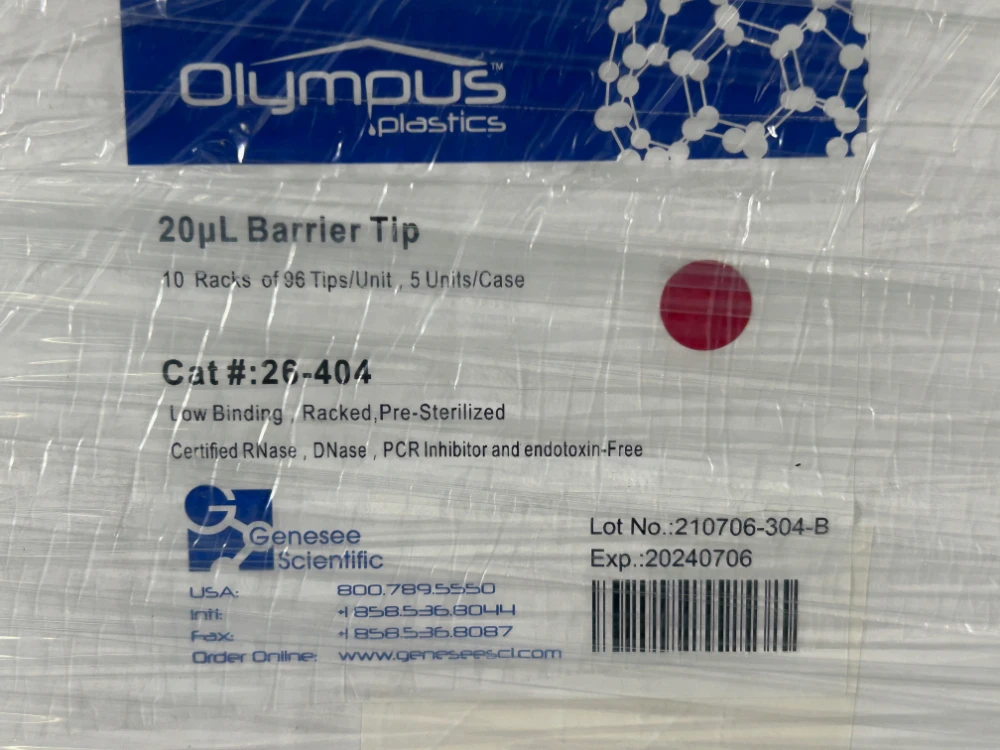 Olympus™
plastics
20µL Barrier Tip
10 Racks of 96 Tips/Unit , 5 Units/Case
Cat #:26-404
Low Binding , Racked,Pre-Sterilized
Certified RNase , DNase , PCR Inhibitor and endotoxin-Free
G
Genesee
Scientific
USA: 800.789.5550
Intl: +1 858.536.8044
Fax: +1 858.536.8087
Order Online: www.geneseesci.com
Lot No.:210706-304-B
Exp.:20240706